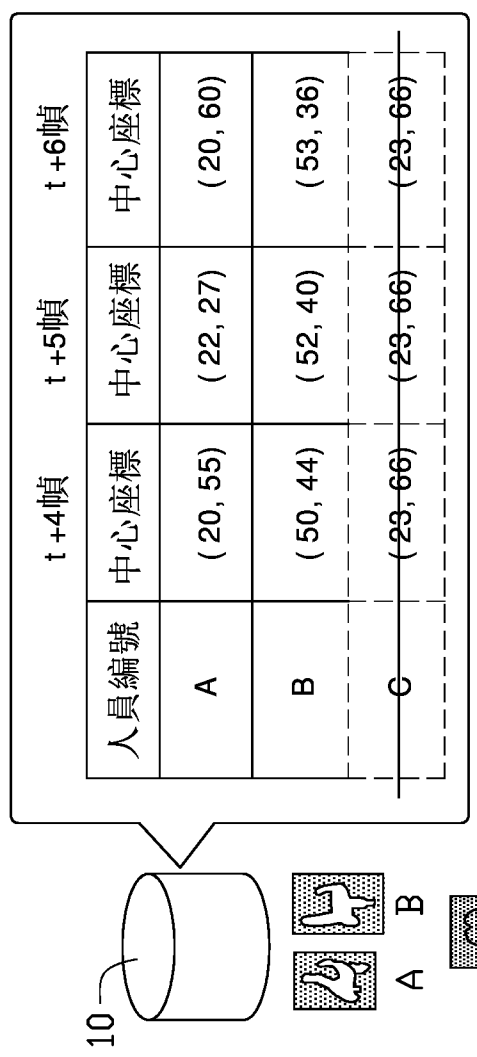 t+4幀 t+5幀 t+6幀
人員編號 中心座標 中心座標 中心座標
A (20, 55) (22, 27) (20, 60)
B (50, 44) (52, 40) (53, 36)
C (23, 66) (23, 66) (23, 66)
10
A B